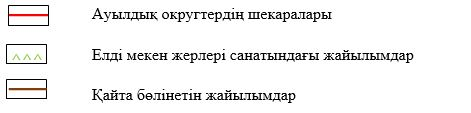 Ауылдық округтердің шекаралары
Елді мекен жерлері санатындағы жайылымдар
Қайта бөлінетін жайылымдар